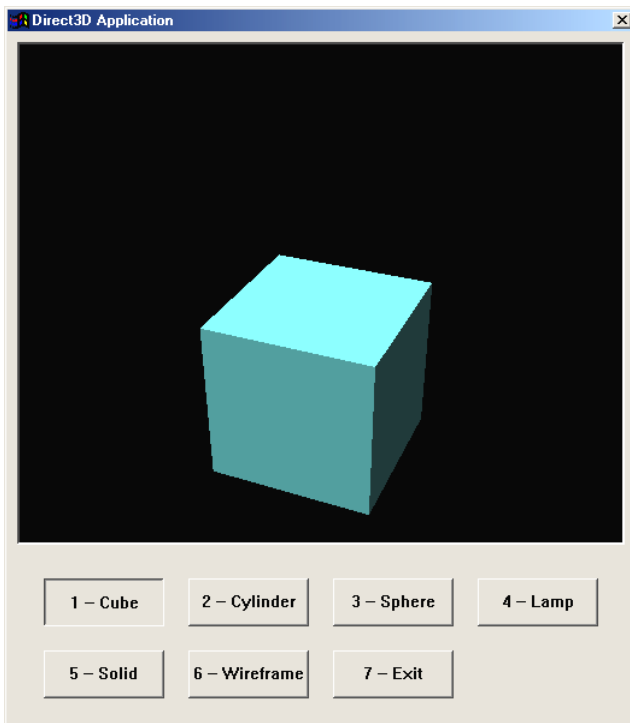 Direct3D Application
1 – Cube
2 – Cylinder
3 – Sphere
4 – Lamp
5 – Solid
6 – Wireframe
7 – Exit